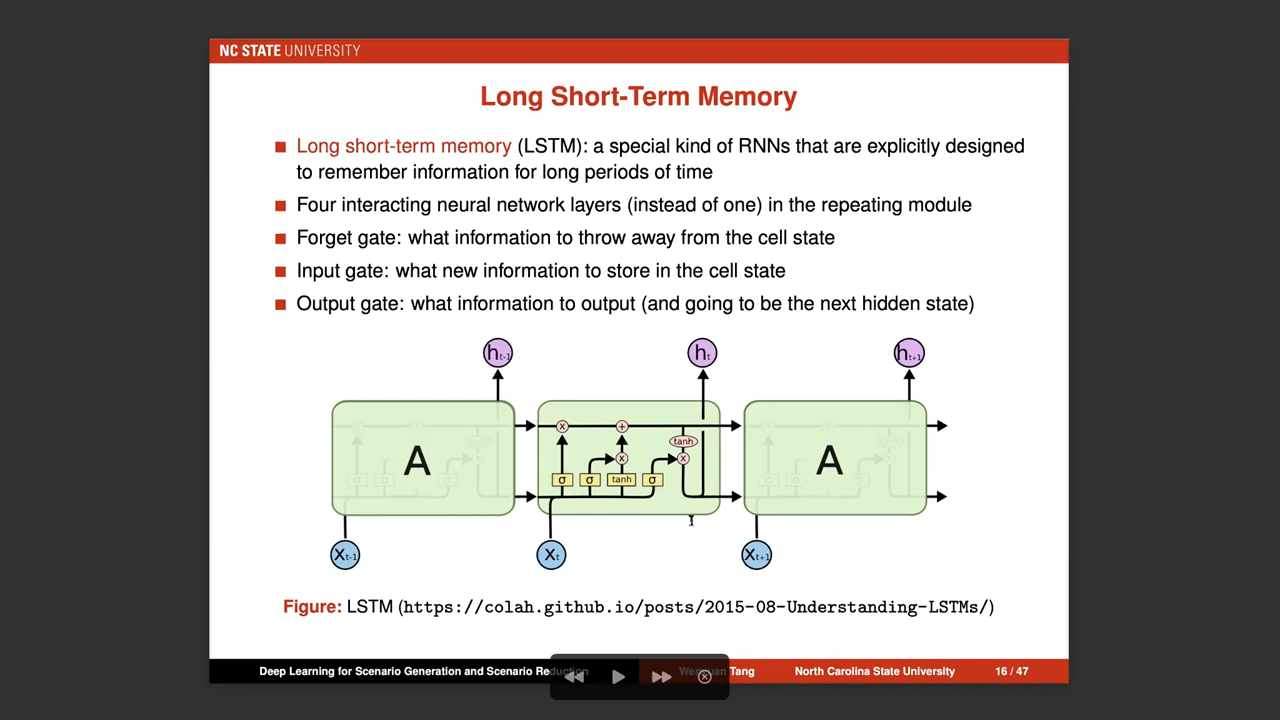 NC STATE UNIVERSITY
Long Short-Term Memory
Long short-term memory (LSTM): a special kind of RNNs that are explicitly designed
to remember information for long periods of time
Four interacting neural network layers (instead of one) in the repeating module
Forget gate: what information to throw away from the cell state
Input gate: what new information to store in the cell state
Output gate: what information to output (and going to be the next hidden state)
ht-1 ht ht+1
x +
tanh
A x x A
σ σ tanh σ
Xt-1 Xt Xt+1
Figure: LSTM (https://colah.github.io/posts/2015-08-Understanding-LSTMs/)
Deep Learning for Scenario Generation and Scenario Tang North Carolina State University 16 / 47